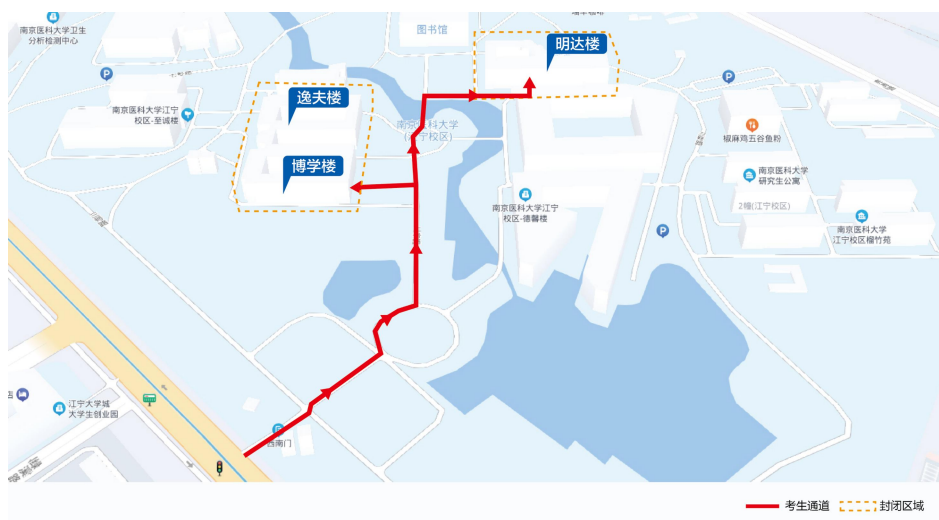 南京医科大学卫生
分析检测中心
图书馆
明达楼
P
P
逸夫楼
南京医科大学江宁
校区-至诚楼
南京医科大学
(江宁校区)
椒麻鸡五谷鱼粉
博学楼
南京医科大学
研究生公寓
南京医科大学江宁
校区-德馨楼
2幢(江宁校区)
P
南京医科大学
江宁校区榴竹苑
江宁大学城
大学生创业园
西南门
考生通道
封闭区域